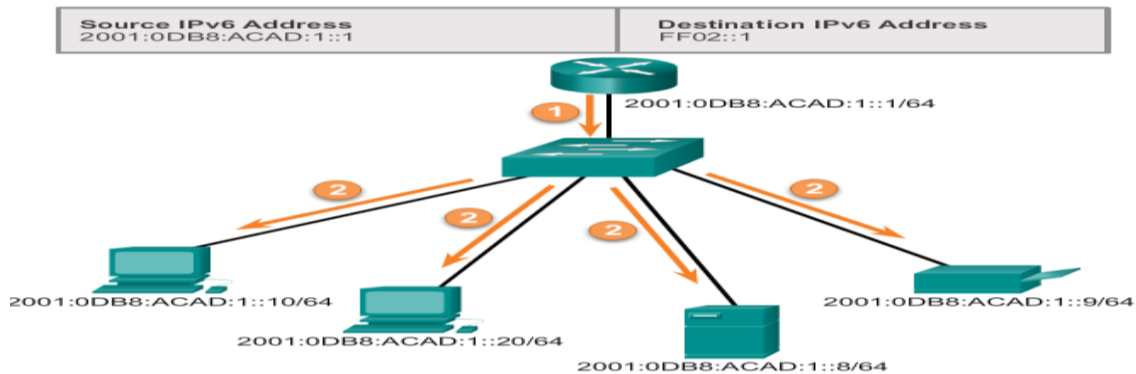 Source IPv6 Address
2001:0DB8:ACAD:1::1
Destination IPv6 Address
FF02::1
2001:0DB8:ACAD:1::1/64
1
2
2
2
2
2001:0DB8:ACAD:1::10/64
2001:0DB8:ACAD:1::20/64
2001:0DB8:ACAD:1::8/64
2001:0DB8:ACAD:1::9/64